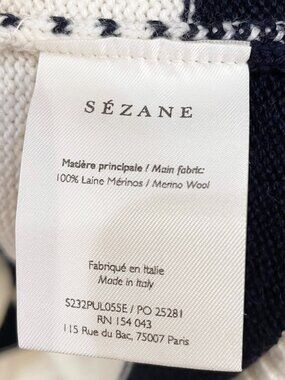 SÉZANE
Matière principale / Main fabric:
100% Laine Mérinos / Merino Wool
Fabriqué en Italie
Made in Italy
S232PUL055E / PO 25281
RN 154 043
115 Rue du Bac, 75007 Paris